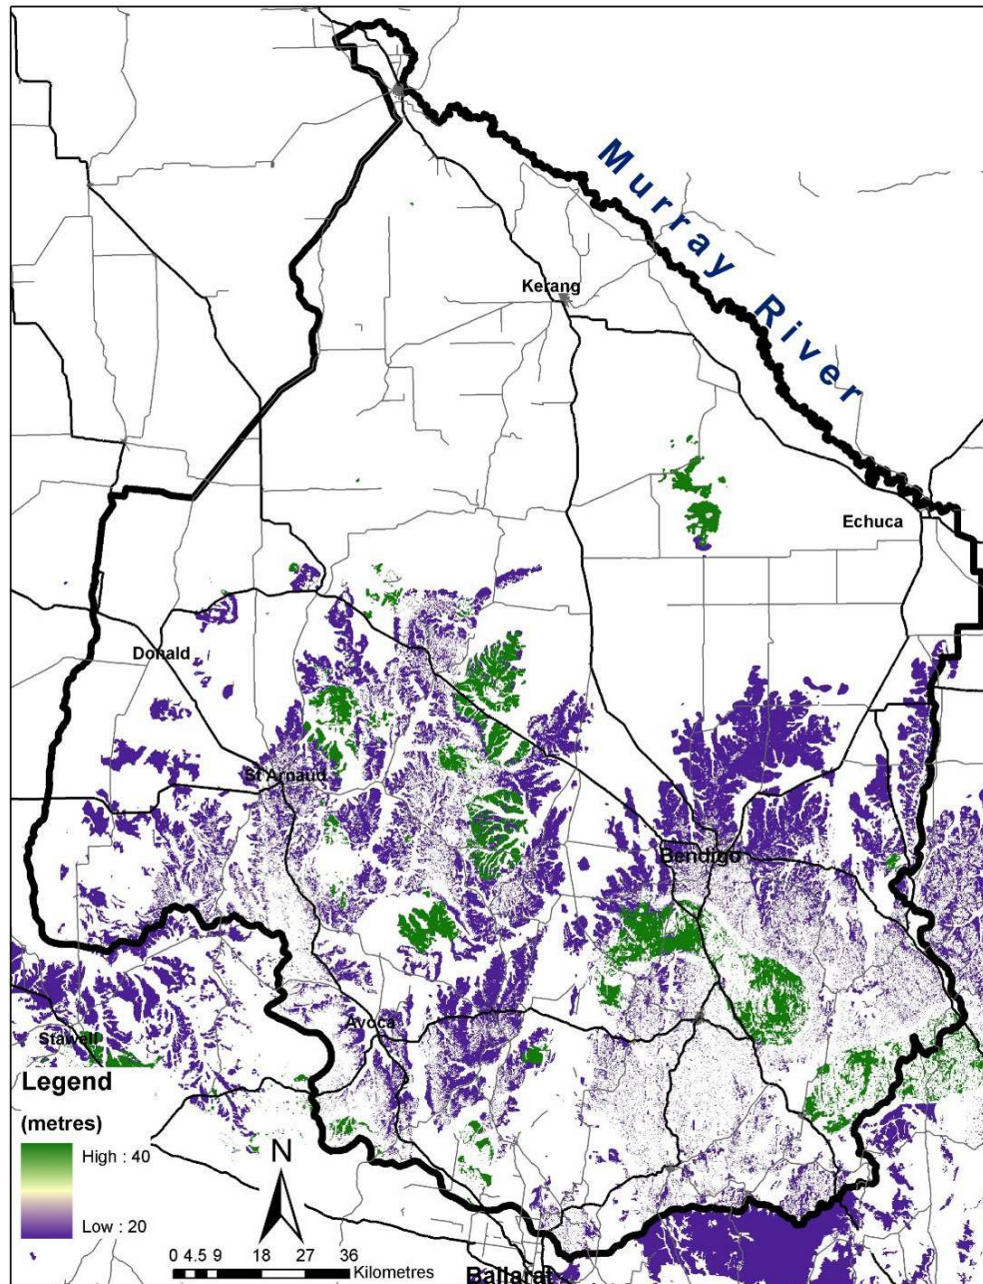 Murray River
Kerang
Echuca
Donald
St Arnaud
Bendigo
Avoca
Stawell
Legend
(metres)
High : 40
Low : 20
N
0 4.5 9 18 27 36
Kilometres
Ballarat